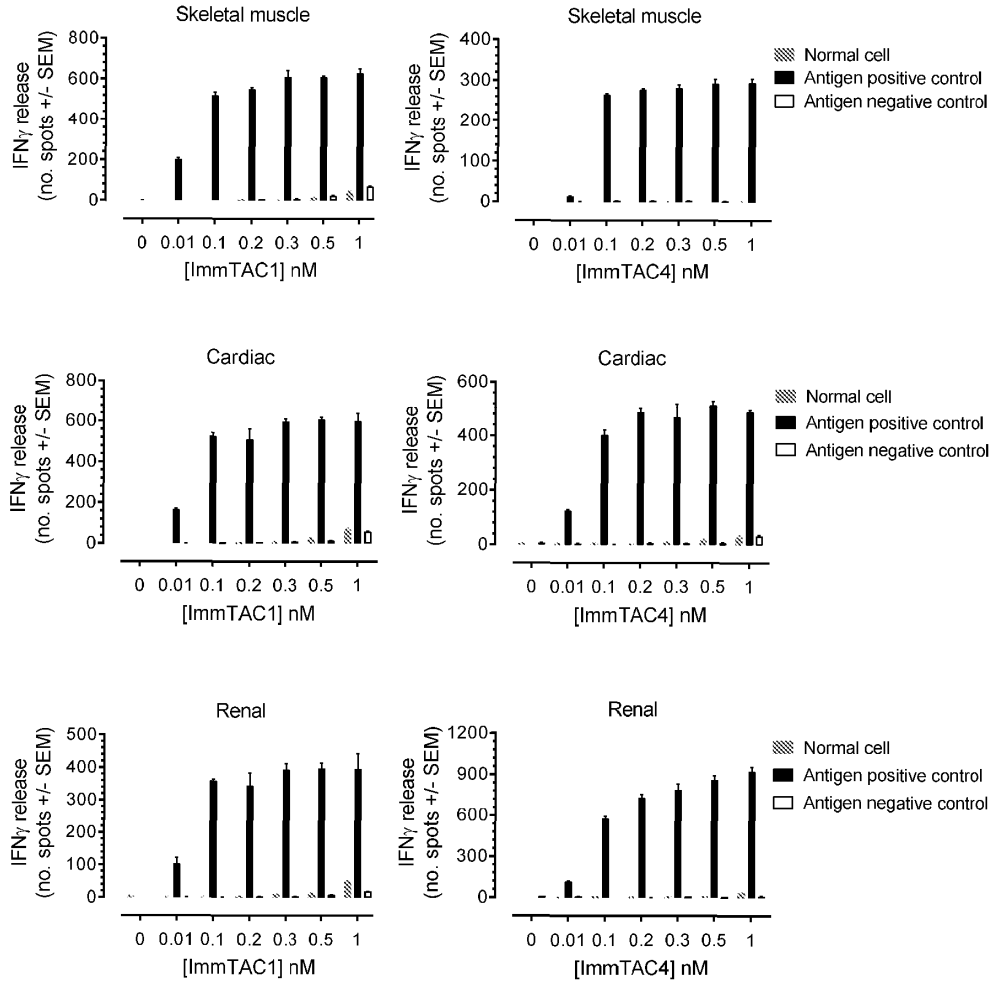 Skeletal muscle
IFNγ release
(no. spots +/- SEM)
800
600
400
200
0
0 0.01 0.1 0.2 0.3 0.5 1
[ImmTAC1] nM
Skeletal muscle
IFNγ release
(no. spots +/- SEM)
400
300
200
100
0
0 0.01 0.1 0.2 0.3 0.5 1
[ImmTAC4] nM
Normal cell
Antigen positive control
Antigen negative control
Cardiac
IFNγ release
(no. spots +/- SEM)
800
600
400
200
0
0 0.01 0.1 0.2 0.3 0.5 1
[ImmTAC1] nM
Cardiac
IFNγ release
(no. spots +/- SEM)
600
400
200
0
0 0.01 0.1 0.2 0.3 0.5 1
[ImmTAC4] nM
Normal cell
Antigen positive control
Antigen negative control
Renal
IFNγ release
(no. spots +/- SEM)
500
400
300
200
100
0
0 0.01 0.1 0.2 0.3 0.5 1
[ImmTAC1] nM
Renal
IFNγ release
(no. spots +/- SEM)
1200
900
600
300
0
0 0.01 0.1 0.2 0.3 0.5 1
[ImmTAC4] nM
Normal cell
Antigen positive control
Antigen negative control